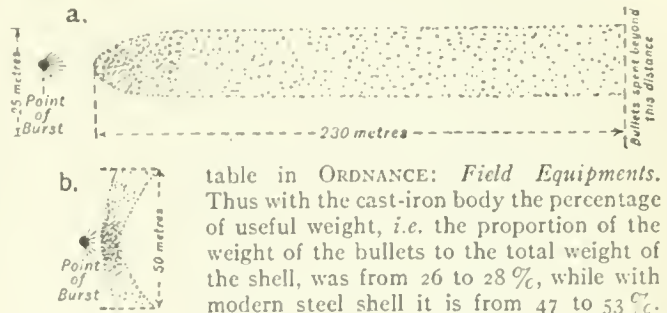 a.
25 metres
Point
of
Burst
230 metres
Bullets spent beyond
this distance
b.
Point
of
Burst
50 metres
table in ORDNANCE: Field Equipments.
Thus with the cast-iron body the percentage
of useful weight, i.e. the proportion of the
weight of the bullets to the total weight of
the shell, was from 26 to 28 %, while with
modern steel shell it is from 47 to 53 %.